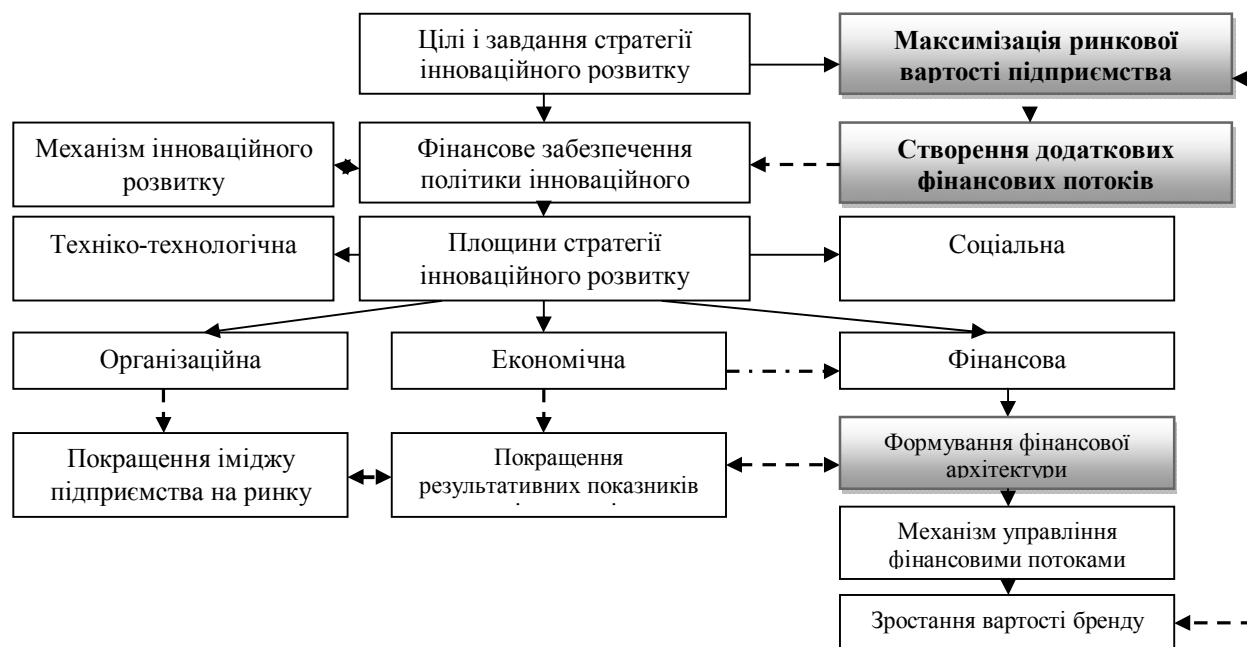 Цілі і завдання стратегії
інноваційного розвитку
Максимізація ринкової
вартості підприємства
Механізм інноваційного
розвитку
Фінансове забезпечення
політики інноваційного
Створення додаткових
фінансових потоків
Техніко-технологічна
Площини стратегії
інноваційного розвитку
Соціальна
Організаційна
Економічна
Фінансова
Покращення іміджу
підприємства на ринку
Покращення
результативних показників
Формування фінансової
архітектури
Механізм управління
фінансовими потоками
Зростання вартості бренду